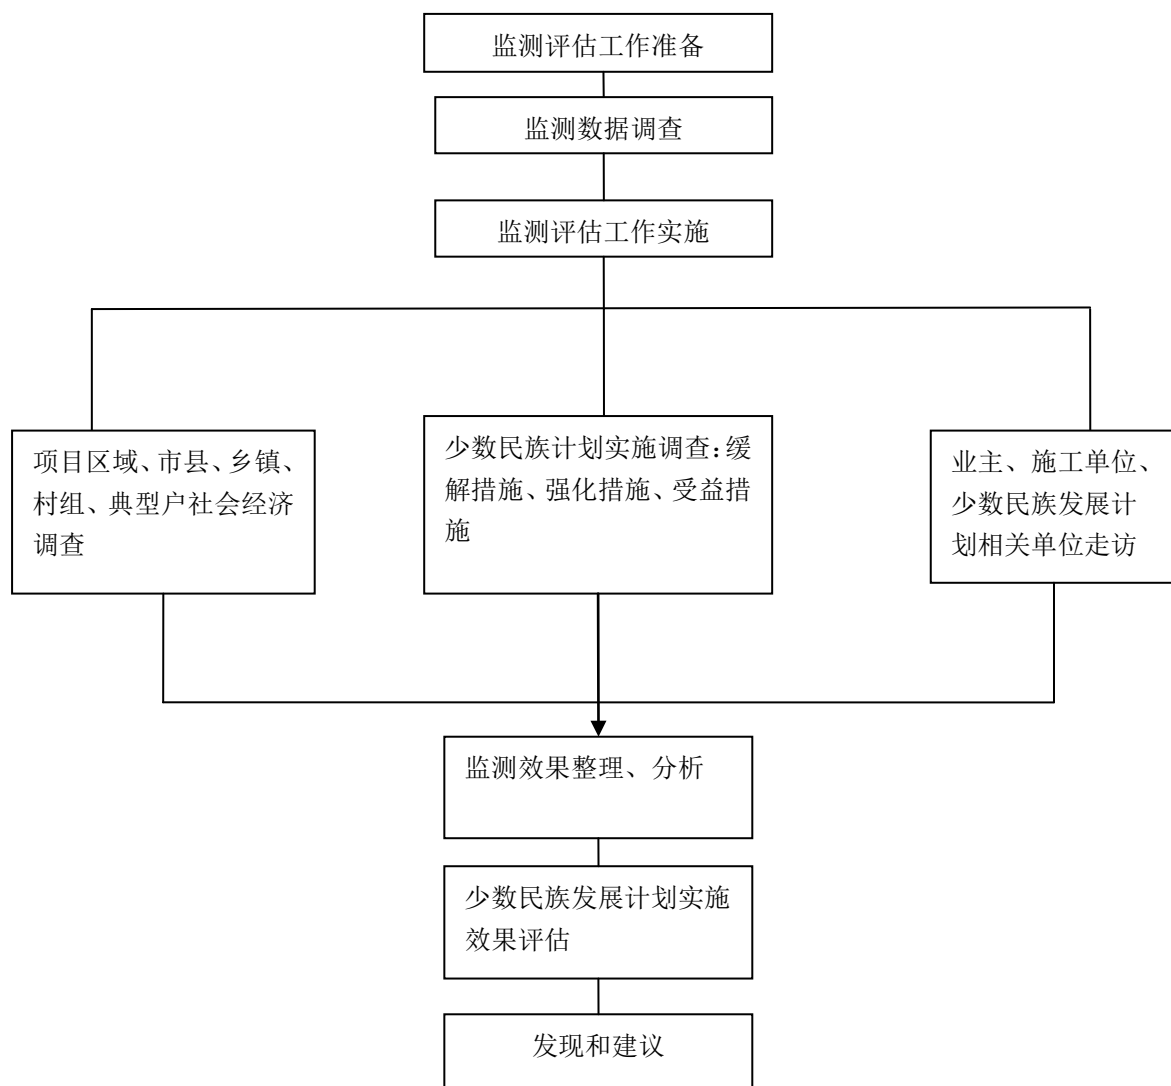 监测评估工作准备
监测数据调查
监测评估工作实施
项目区域、市县、乡镇、
村组、典型户社会经济
调查
少数民族计划实施调查：缓
解措施、强化措施、受益措
施
业主、施工单位、
少数民族发展计
划相关单位走访
监测效果整理、分析
少数民族发展计划实施
效果评估
发现和建议